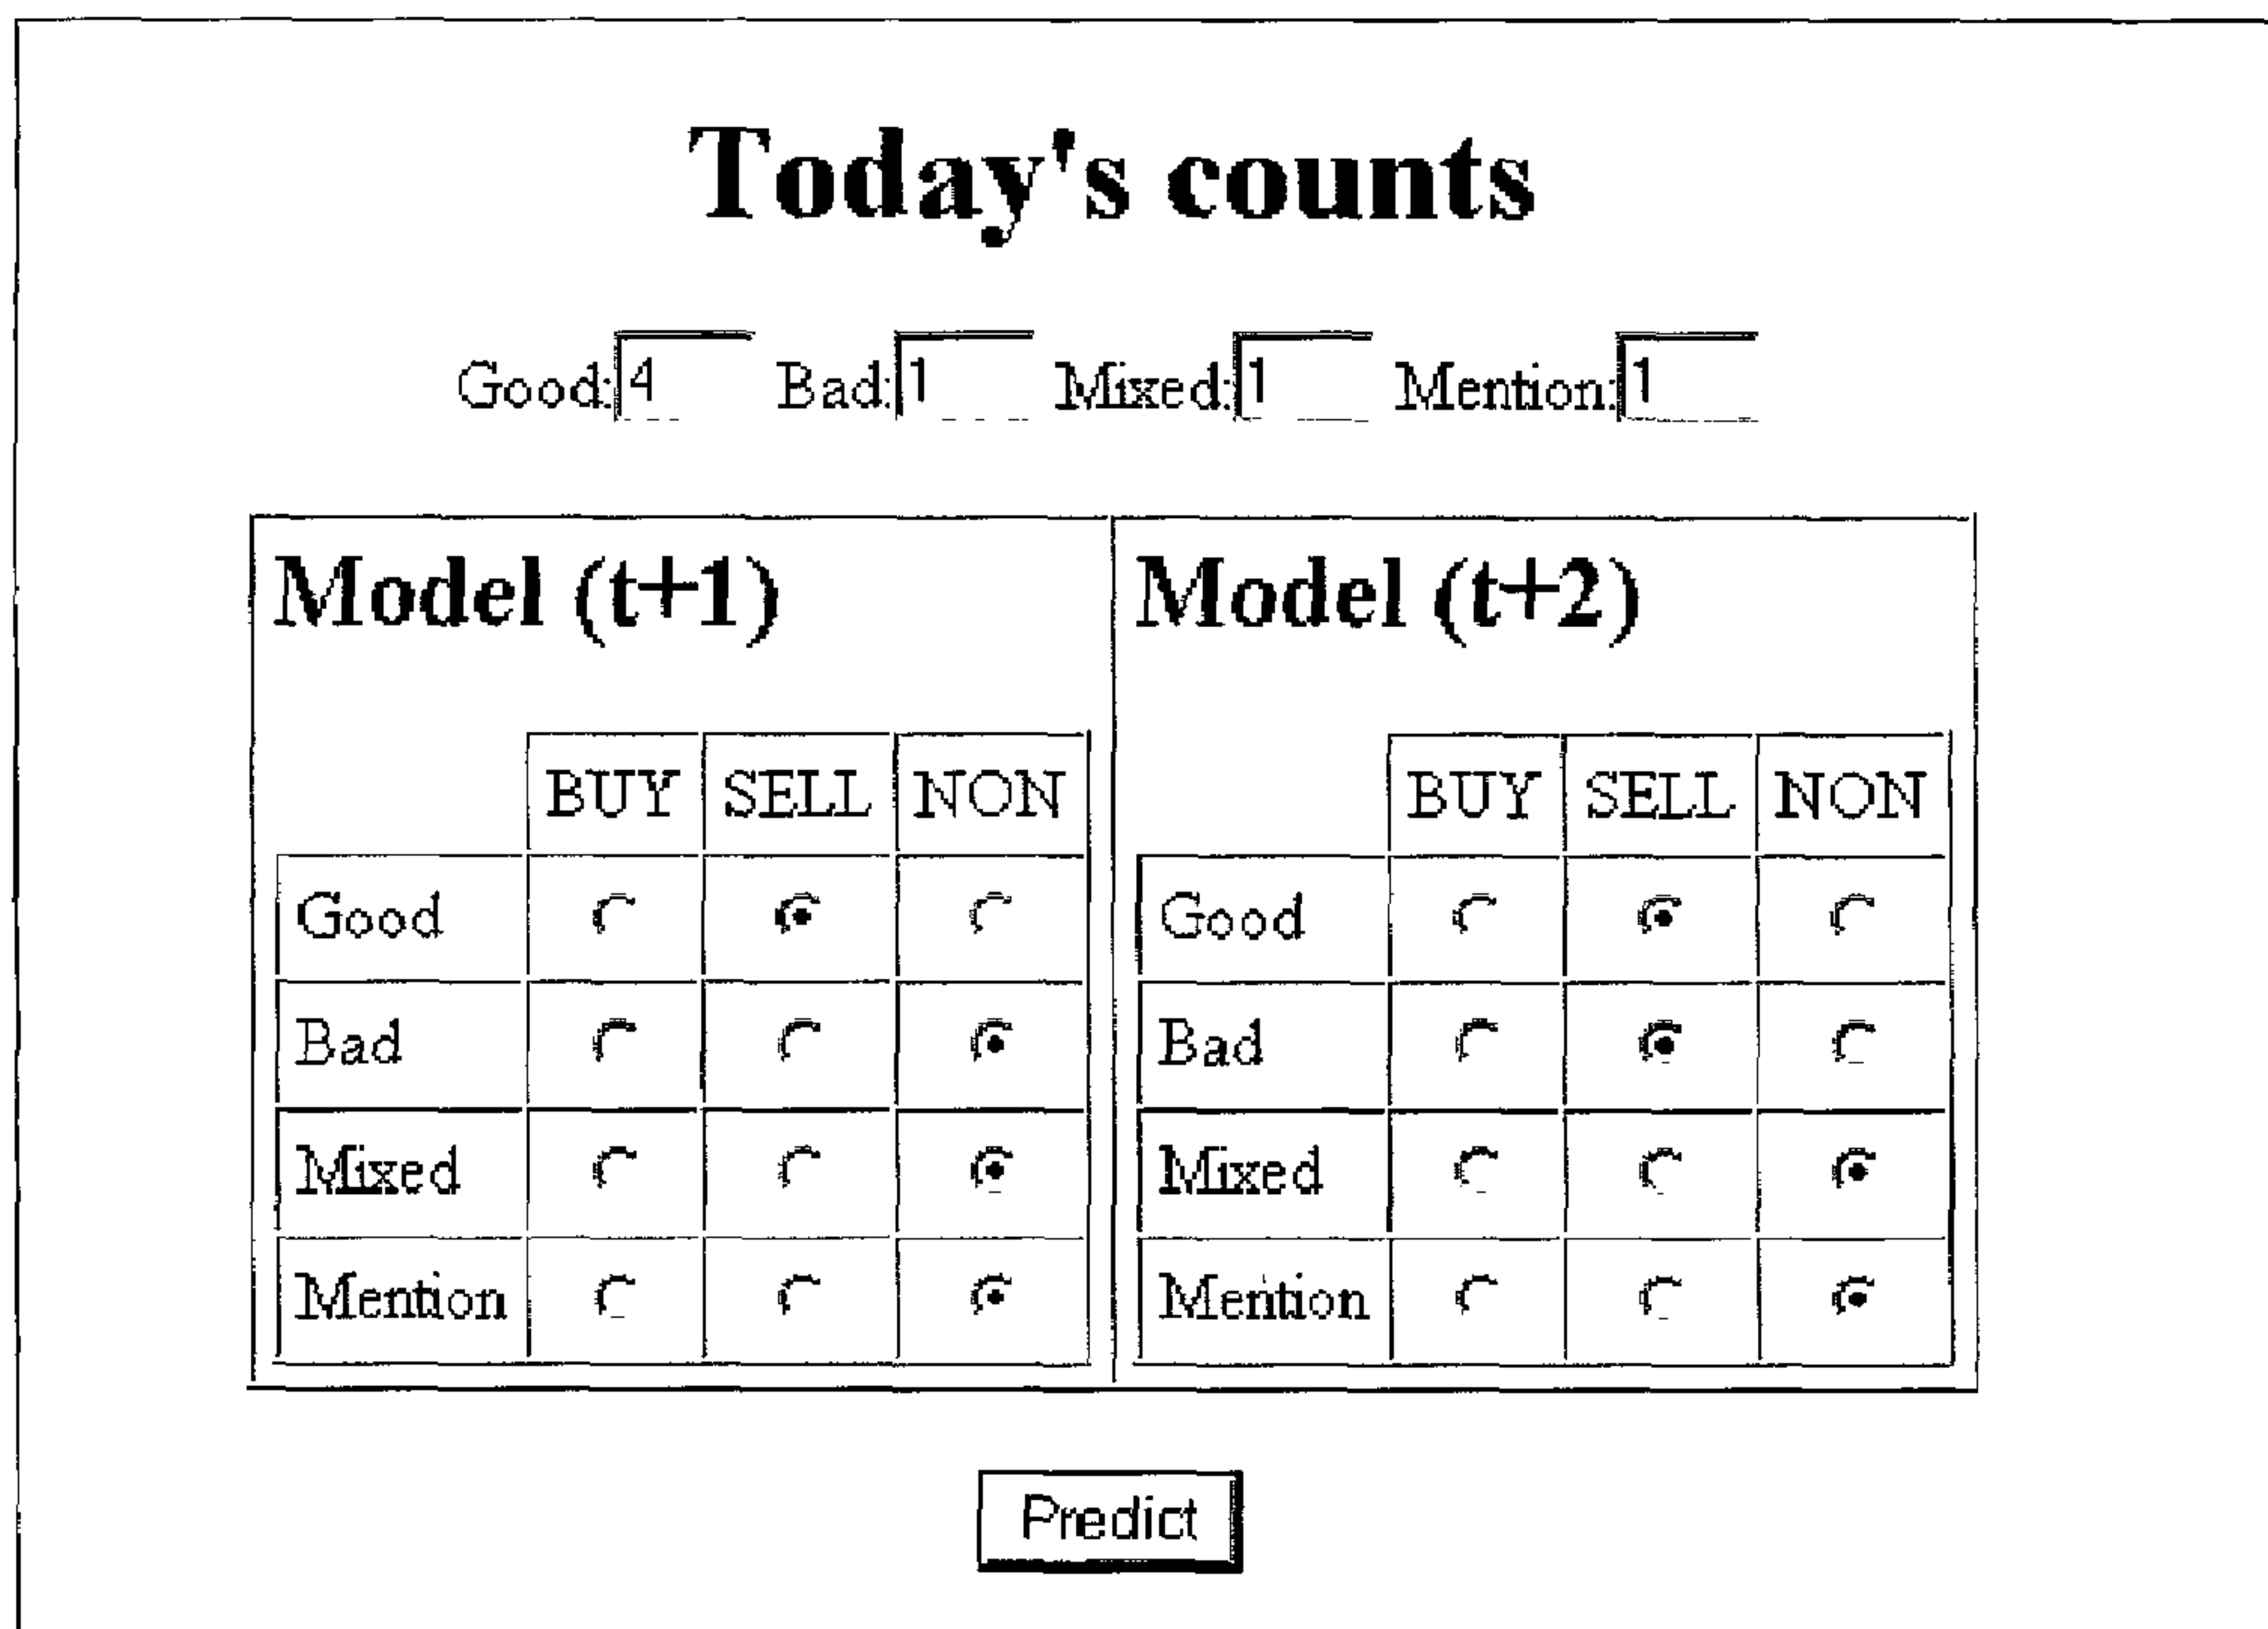 Today's counts
Good: 4 Bad: 1 Mixed: 1 Mention: 1
Model (t+1) Model (t+2)
BUY SELL NON BUY SELL NON
Good Good
Bad Bad
Mixed Mixed
Mention Mention
Predict